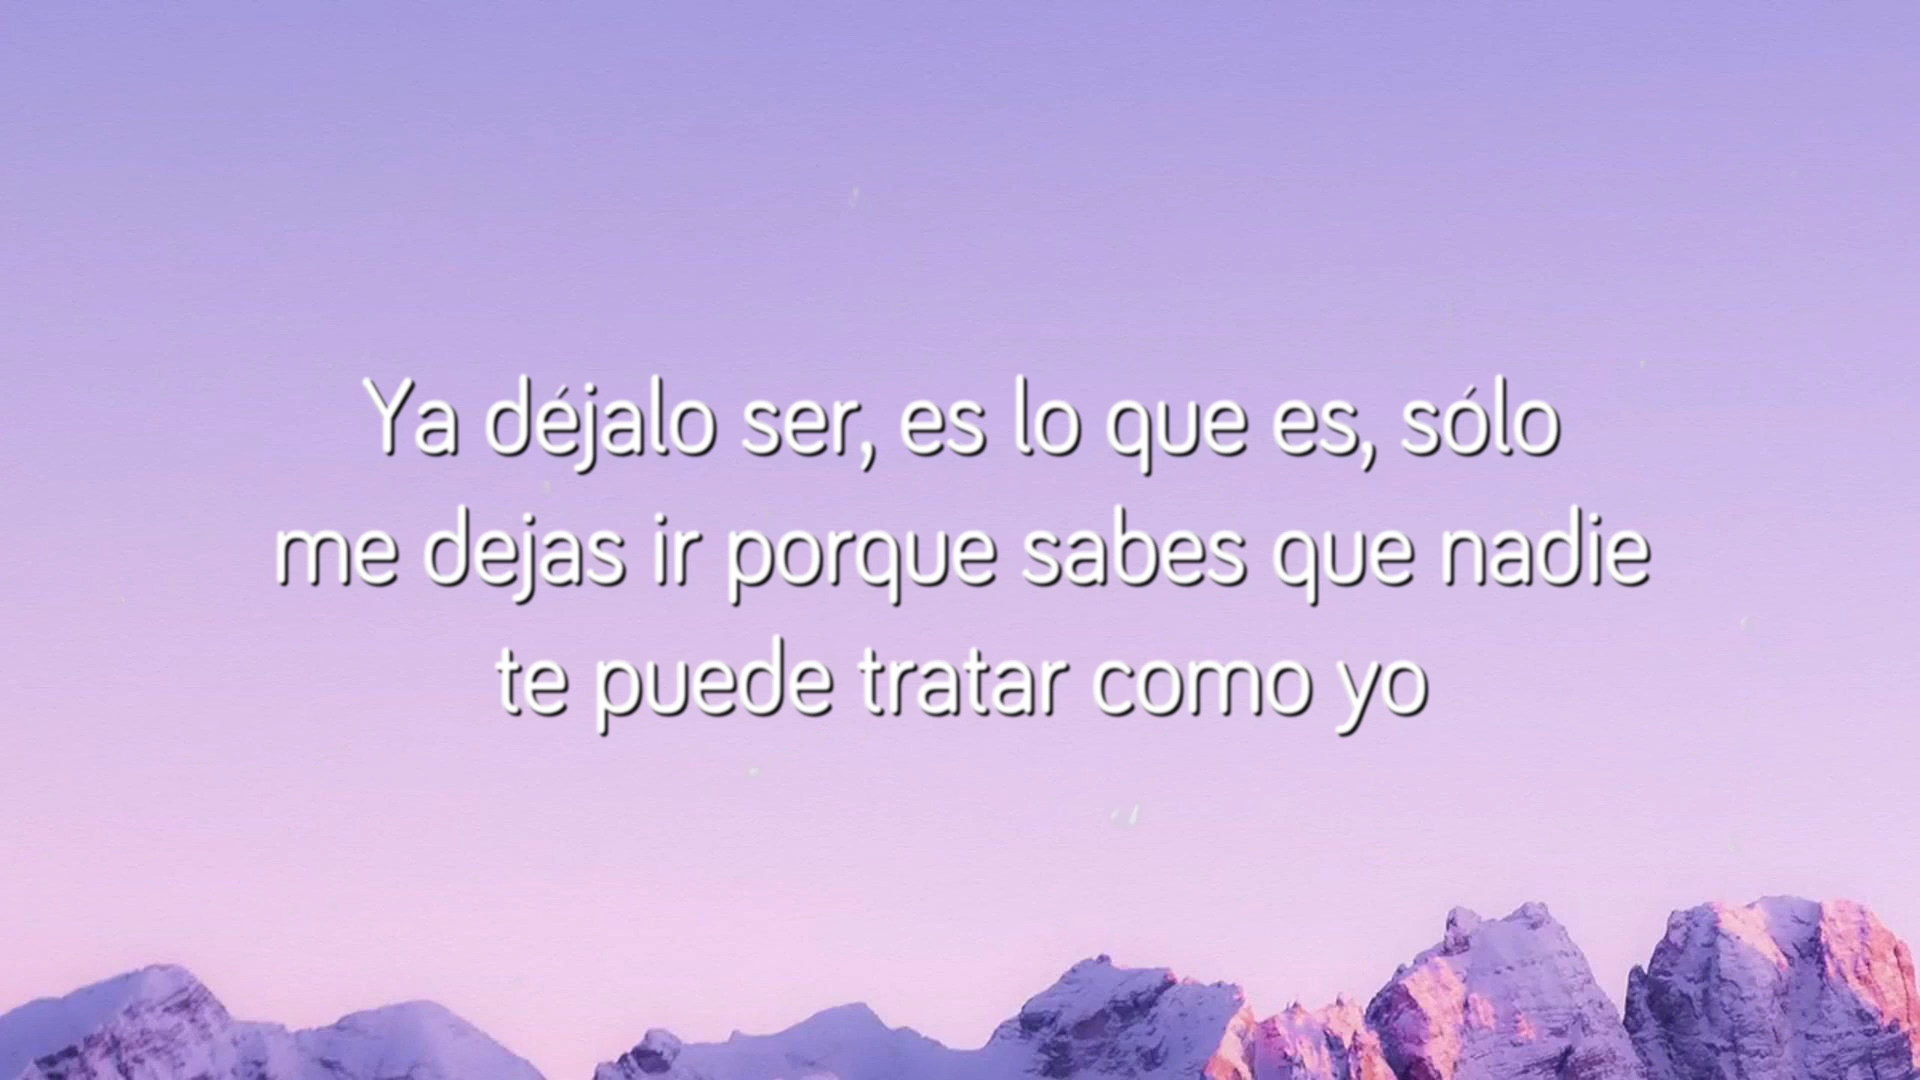 Ya déjalo ser, es lo que es, sólo
me dejas ir porque sabes que nadie
te puede tratar como yo